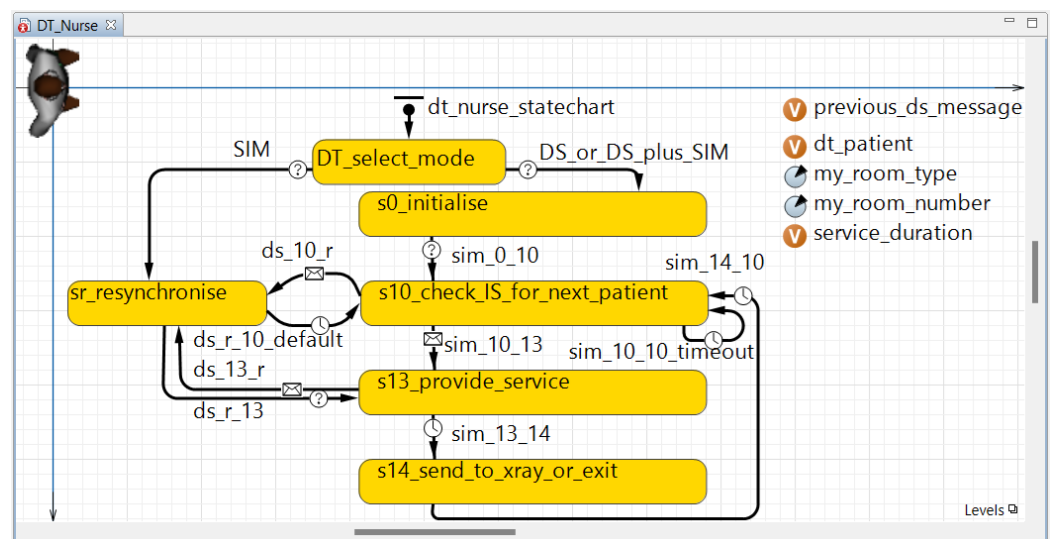 DT_Nurse
dt_nurse_statechart
previous_ds_message
SIM
DT_select_mode
DS_or_DS_plus_SIM
dt_patient
my_room_type
s0_initialise
my_room_number
service_duration
ds_10_r
sim_0_10
sim_14_10
sr_resynchronise
s10_check_IS_for_next_patient
ds_r_10_default
sim_10_13
sim_10_10_timeout
ds_13_r
s13_provide_service
ds_r_13
sim_13_14
s14_send_to_xray_or_exit
Levels